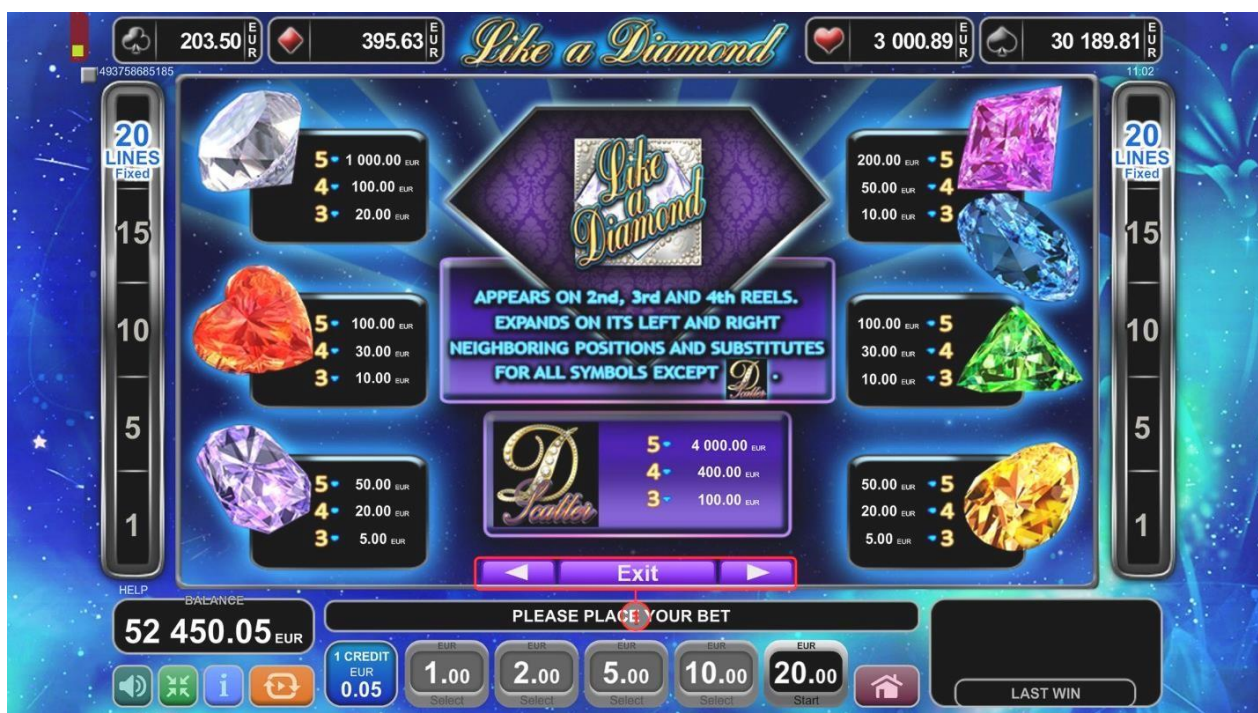 203.50 EUR
395.63 EUR
Like a Diamond
3 000.89 EUR
30 189.81 EUR
1493758685185
11:02
20
LINES
Fixed
15
10
5
1
5 1 000.00 EUR
4 100.00 EUR
3 20.00 EUR
5 100.00 EUR
4 30.00 EUR
3 10.00 EUR
5 50.00 EUR
4 20.00 EUR
3 5.00 EUR
Like
a
Diamond
APPEARS ON 2nd, 3rd AND 4th REELS.
EXPANDS ON ITS LEFT AND RIGHT
NEIGHBORING POSITIONS AND SUBSTITUTES
FOR ALL SYMBOLS EXCEPT D Scatter .
D
Scatter
5 4 000.00 EUR
4 400.00 EUR
3 100.00 EUR
200.00 EUR 5
50.00 EUR 4
10.00 EUR 3
100.00 EUR 5
30.00 EUR 4
10.00 EUR 3
50.00 EUR 5
20.00 EUR 4
5.00 EUR 3
20
LINES
Fixed
15
10
5
1
Exit
HELP
BALANCE
52 450.05 EUR
PLEASE PLACE YOUR BET
i
1 CREDIT
EUR
0.05
EUR
1.00
Select
EUR
2.00
Select
EUR
5.00
Select
EUR
10.00
Select
EUR
20.00
Start
LAST WIN